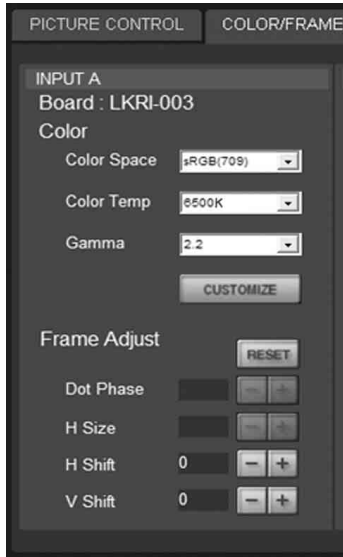 PICTURE CONTROL COLOR/FRAME
INPUT A
Board : LKRI-003
Color
Color Space sRGB(709)
Color Temp 6500K
Gamma 2.2
CUSTOMIZE
Frame Adjust
RESET
Dot Phase - +
H Size - +
H Shift 0 - +
V Shift 0 - +